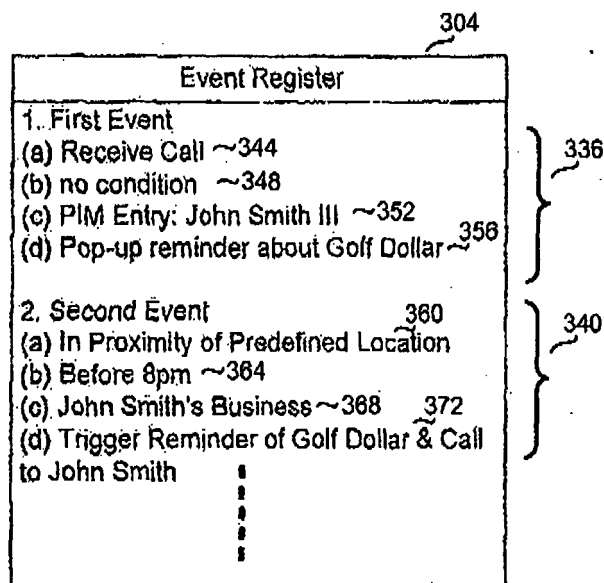 304
Event Register
1. First Event
(a) Receive Call ~344
(b) no condition ~348
(c) PIM Entry: John Smith III ~352
(d) Pop-up reminder about Golf Dollar ~356
336
2. Second Event
360
(a) In Proximity of Predefined Location
(b) Before 8pm ~364
340
(c) John Smith's Business ~368
372
(d) Trigger Reminder of Golf Dollar & Call
to John Smith